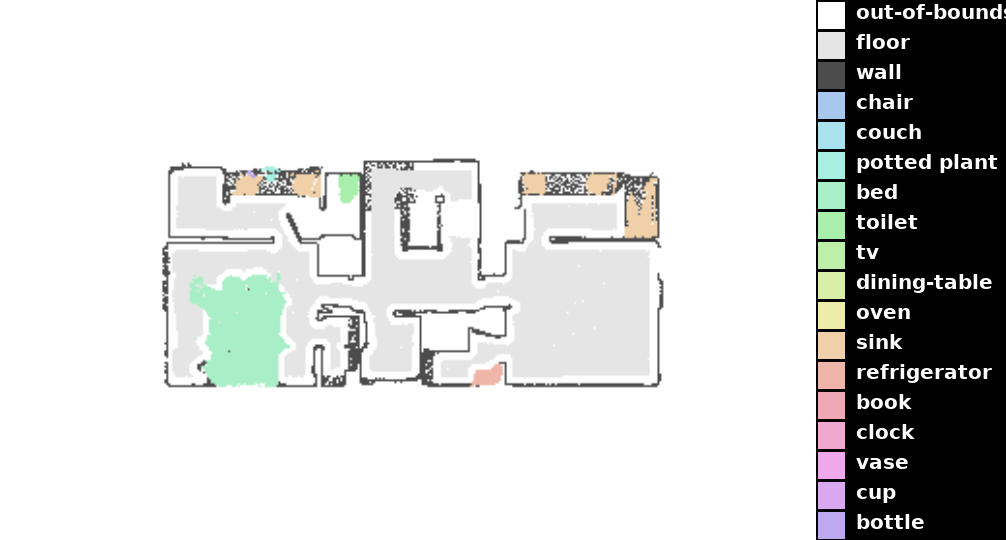 out-of-bounds
floor
wall
chair
couch
potted plant
bed
toilet
tv
dining-table
oven
sink
refrigerator
book
clock
vase
cup
bottle